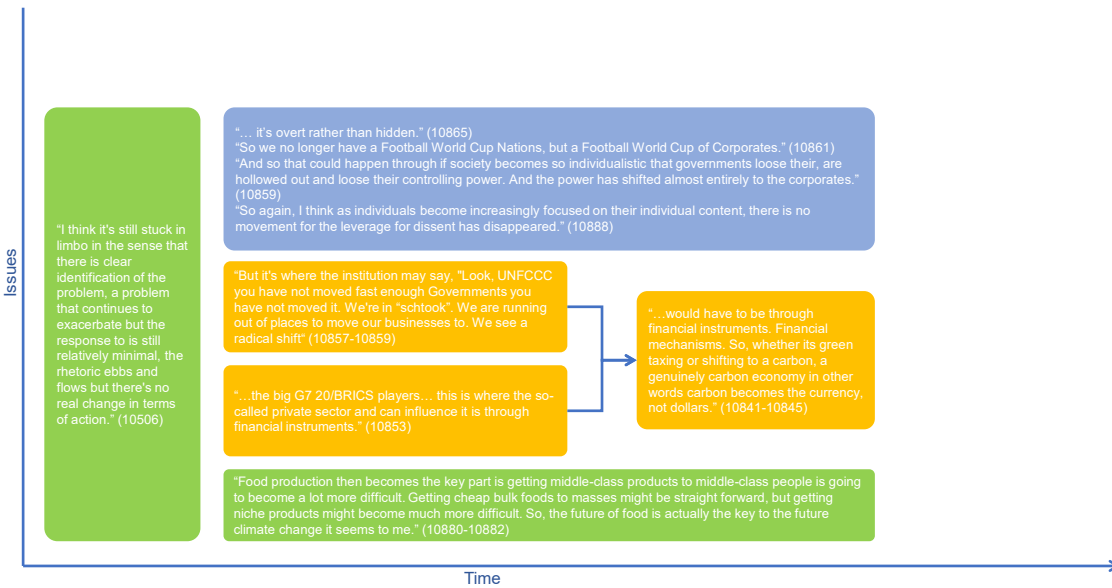 Issues
“I think it's still stuck in
limbo in the sense that
there is clear
identification of the
problem, a problem
that continues to
exacerbate but the
response to is still
relatively minimal, the
rhetoric ebbs and
flows but there's no
real change in terms
of action.” (10506)
“… it’s overt rather than hidden.” (10865)
“So we no longer have a Football World Cup Nations, but a Football World Cup of Corporates.” (10861)
“And so that could happen through if society becomes so individualistic that governments loose their, are
hollowed out and loose their controlling power. And the power has shifted almost entirely to the corporates.”
(10859)
“So again, I think as individuals become increasingly focused on their individual content, there is no
movement for the leverage for dissent has disappeared.” (10888)
“But it's where the institution may say, "Look, UNFCCC
you have not moved fast enough Governments you
have not moved it. We're in “schtook”. We are running
out of places to move our businesses to. We see a
radical shift“ (10857-10859)
“…the big G7 20/BRICS players… this is where the so-
called private sector and can influence it is through
financial instruments.” (10853)
“…would have to be through
financial instruments. Financial
mechanisms. So, whether its green
taxing or shifting to a carbon, a
genuinely carbon economy in other
words carbon becomes the currency,
not dollars.” (10841-10845)
“Food production then becomes the key part is getting middle-class products to middle-class people is going
to become a lot more difficult. Getting cheap bulk foods to masses might be straight forward, but getting
niche products might become much more difficult. So, the future of food is actually the key to the future
climate change it seems to me.” (10880-10882)
Time